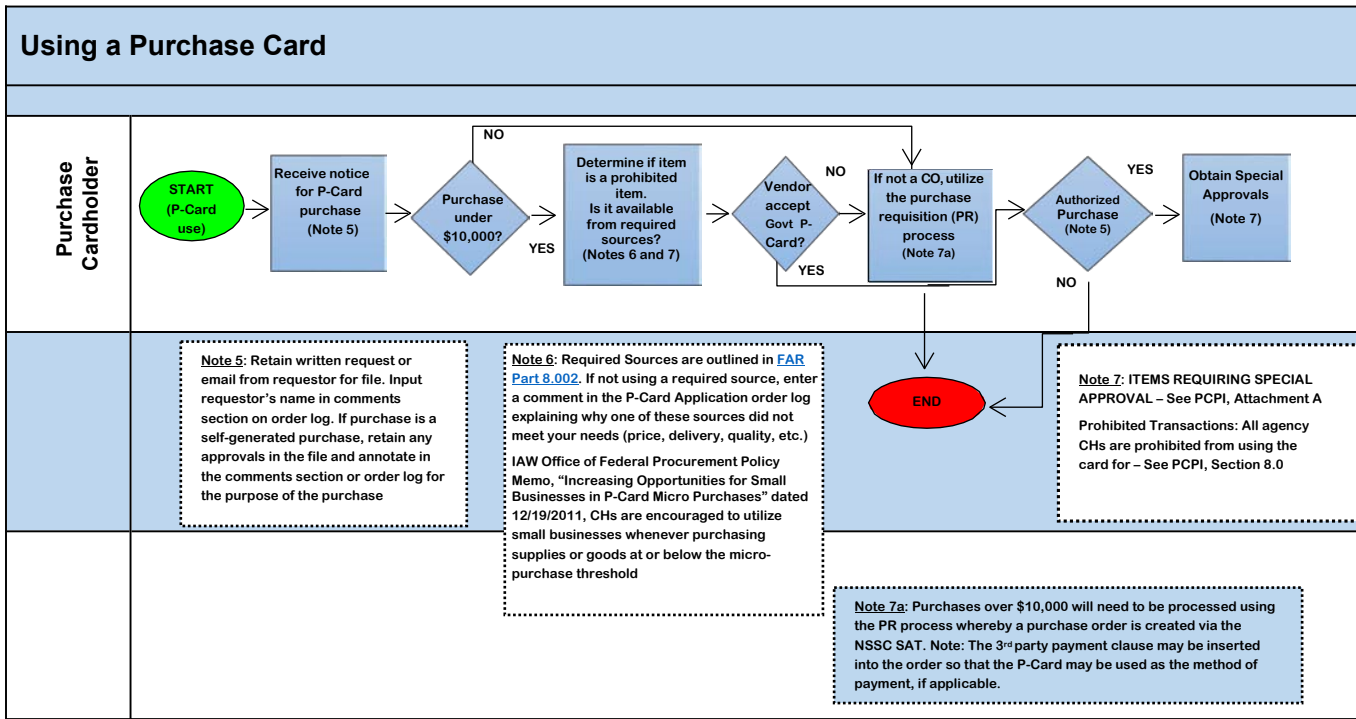 Using a Purchase Card
Purchase
Cardholder
START
(P-Card
use)
Receive notice
for P-Card
purchase
(Note 5)
Purchase
under
$10,000?
NO
YES
Determine if item
is a prohibited
item.
Is it available
from required
sources?
(Notes 6 and 7)
Vendor
accept
Govt P-
Card?
NO
YES
If not a CO, utilize
the purchase
requisition (PR)
process
(Note 7a)
Authorized
Purchase
(Note 5)
YES
NO
Obtain Special
Approvals
(Note 7)
Note 5: Retain written request or
email from requestor for file. Input
requestor's name in comments
section on order log. If purchase is a
self-generated purchase, retain any
approvals in the file and annotate in
the comments section or order log for
the purpose of the purchase
Note 6: Required Sources are outlined in FAR
Part 8.002. If not using a required source, enter
a comment in the P-Card Application order log
explaining why one of these sources did not
meet your needs (price, delivery, quality, etc.)
IAW Office of Federal Procurement Policy
Memo, “Increasing Opportunities for Small
Businesses in P-Card Micro Purchases” dated
12/19/2011, CHs are encouraged to utilize
small businesses whenever purchasing
supplies or goods at or below the micro-
purchase threshold
END
Note 7: ITEMS REQUIRING SPECIAL
APPROVAL – See PCPI, Attachment A
Prohibited Transactions: All agency
CHs are prohibited from using the
card for – See PCPI, Section 8.0
Note 7a: Purchases over $10,000 will need to be processed using
the PR process whereby a purchase order is created via the
NSSC SAT. Note: The 3rd party payment clause may be inserted
into the order so that the P-Card may be used as the method of
payment, if applicable.